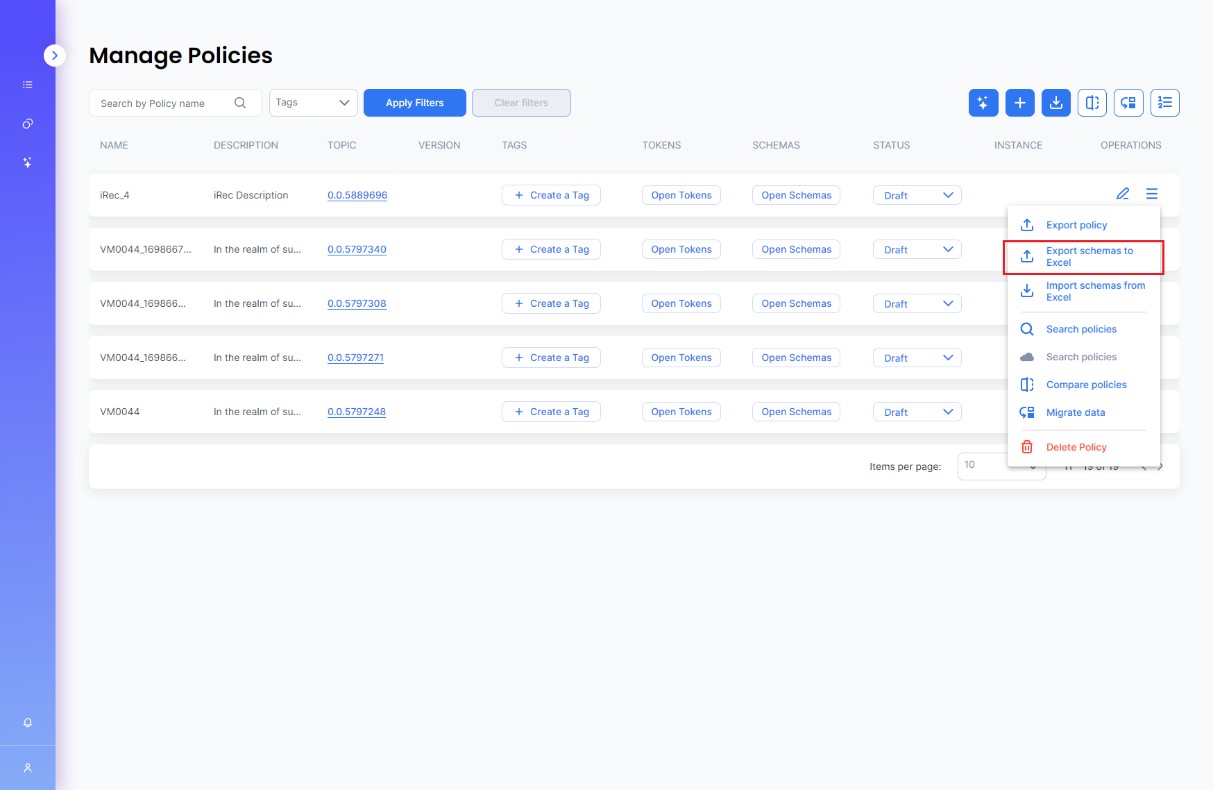 Manage Policies
Search by Policy name
Tags
Apply Filters
Clear filters
NAME DESCRIPTION TOPIC VERSION TAGS TOKENS SCHEMAS STATUS INSTANCE OPERATIONS
iRec_4 iRec Description 0.0.5889696 + Create a Tag Open Tokens Open Schemas Draft
VM0044_1698667... In the realm of su... 0.0.5797340 + Create a Tag Open Tokens Open Schemas Draft
VM0044_169866... In the realm of su... 0.0.5797308 + Create a Tag Open Tokens Open Schemas Draft
VM0044_169866... In the realm of su... 0.0.5797271 + Create a Tag Open Tokens Open Schemas Draft
VM0044 In the realm of su... 0.0.5797248 + Create a Tag Open Tokens Open Schemas Draft
Export policy
Export schemas to
Excel
Import schemas from
Excel
Search policies
Search policies
Compare policies
Migrate data
Delete Policy
Items per page: 10 11 - 19 of 19